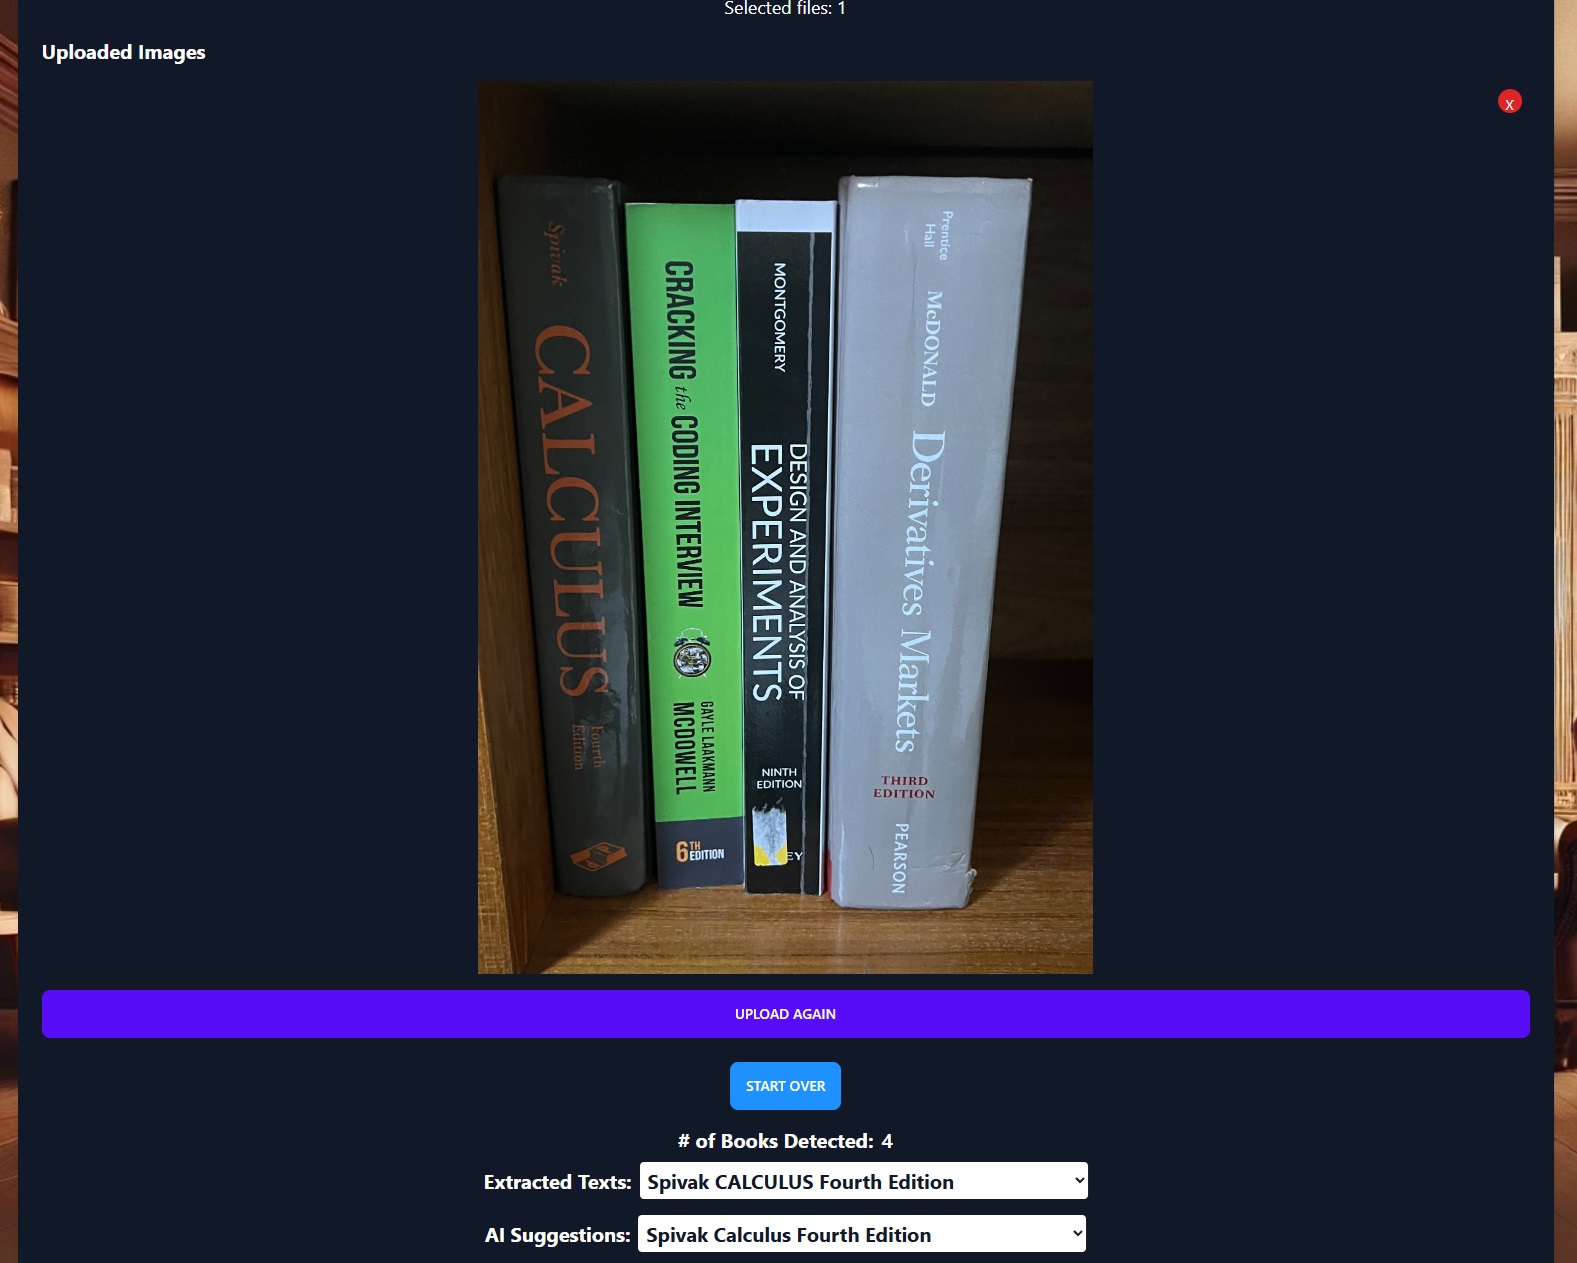 Selected files: 1
Uploaded Images
x
Spivak
CALCULUS
Fourth
Edition
CRACKING the CODING INTERVIEW
GAYLE LAAKMANN
MCDOWELL
6TH
EDITION
MONTGOMERY
DESIGN AND ANALYSIS OF
EXPERIMENTS
NINTH
EDITION
EY
Prentice
Hall
McDONALD
Derivatives Markets
THIRD
EDITION
PEARSON
UPLOAD AGAIN
START OVER
# of Books Detected: 4
Extracted Texts: Spivak CALCULUS Fourth Edition
AI Suggestions: Spivak Calculus Fourth Edition